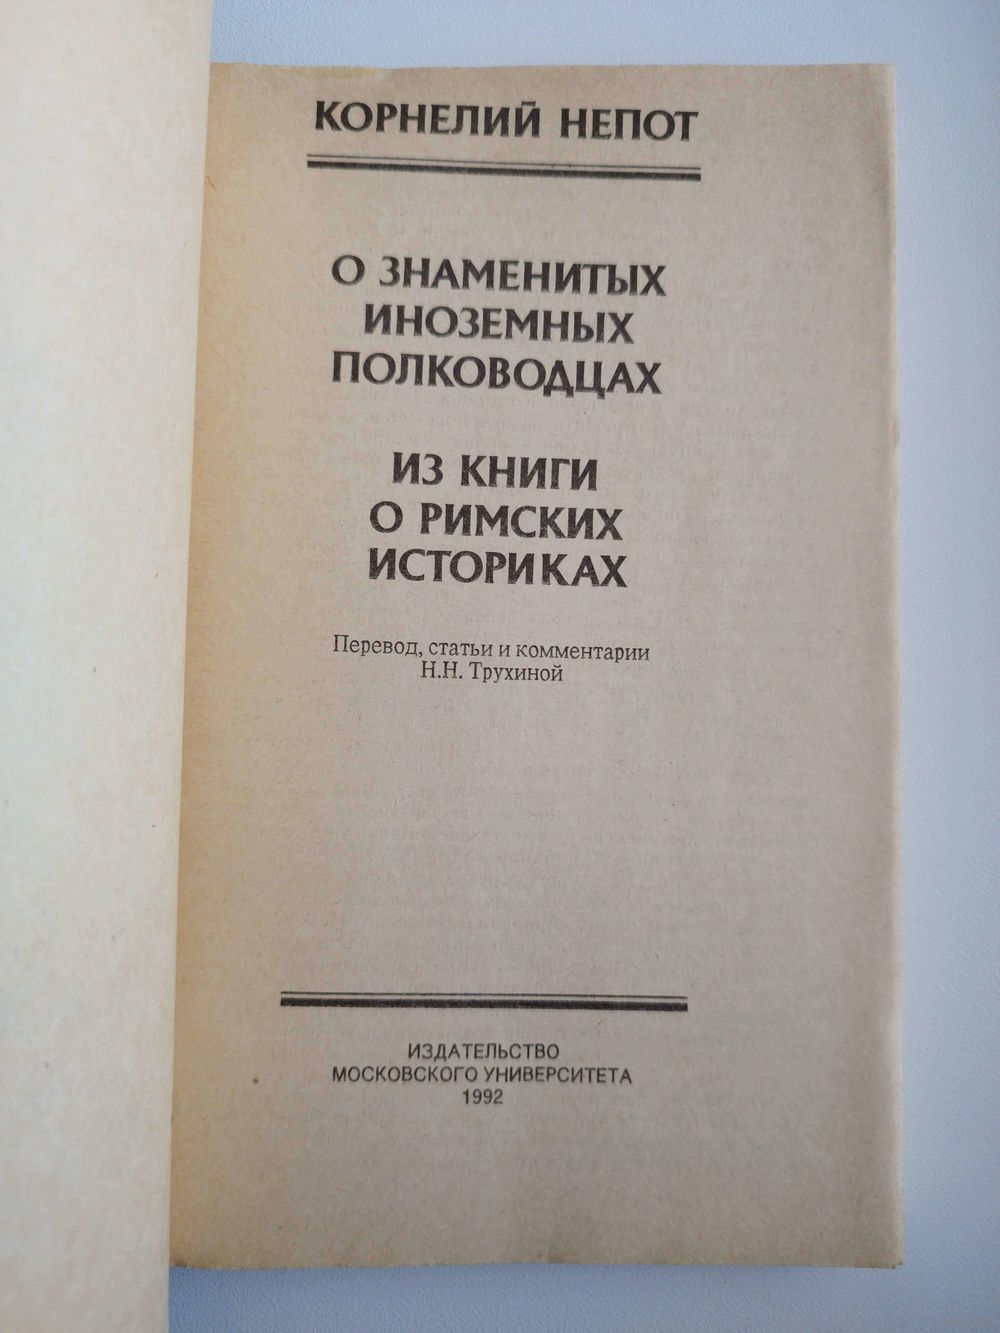 КОРНЕЛИЙ НЕПОТ
О ЗНАМЕНИТЫХ
ИНОЗЕМНЫХ
ПОЛКОВОДЦАХ
ИЗ КНИГИ
О РИМСКИХ
ИСТОРИКАХ
Перевод, статьи и комментарии
Н.Н. Трухиной
ИЗДАТЕЛЬСТВО
МОСКОВСКОГО УНИВЕРСИТЕТА
1992